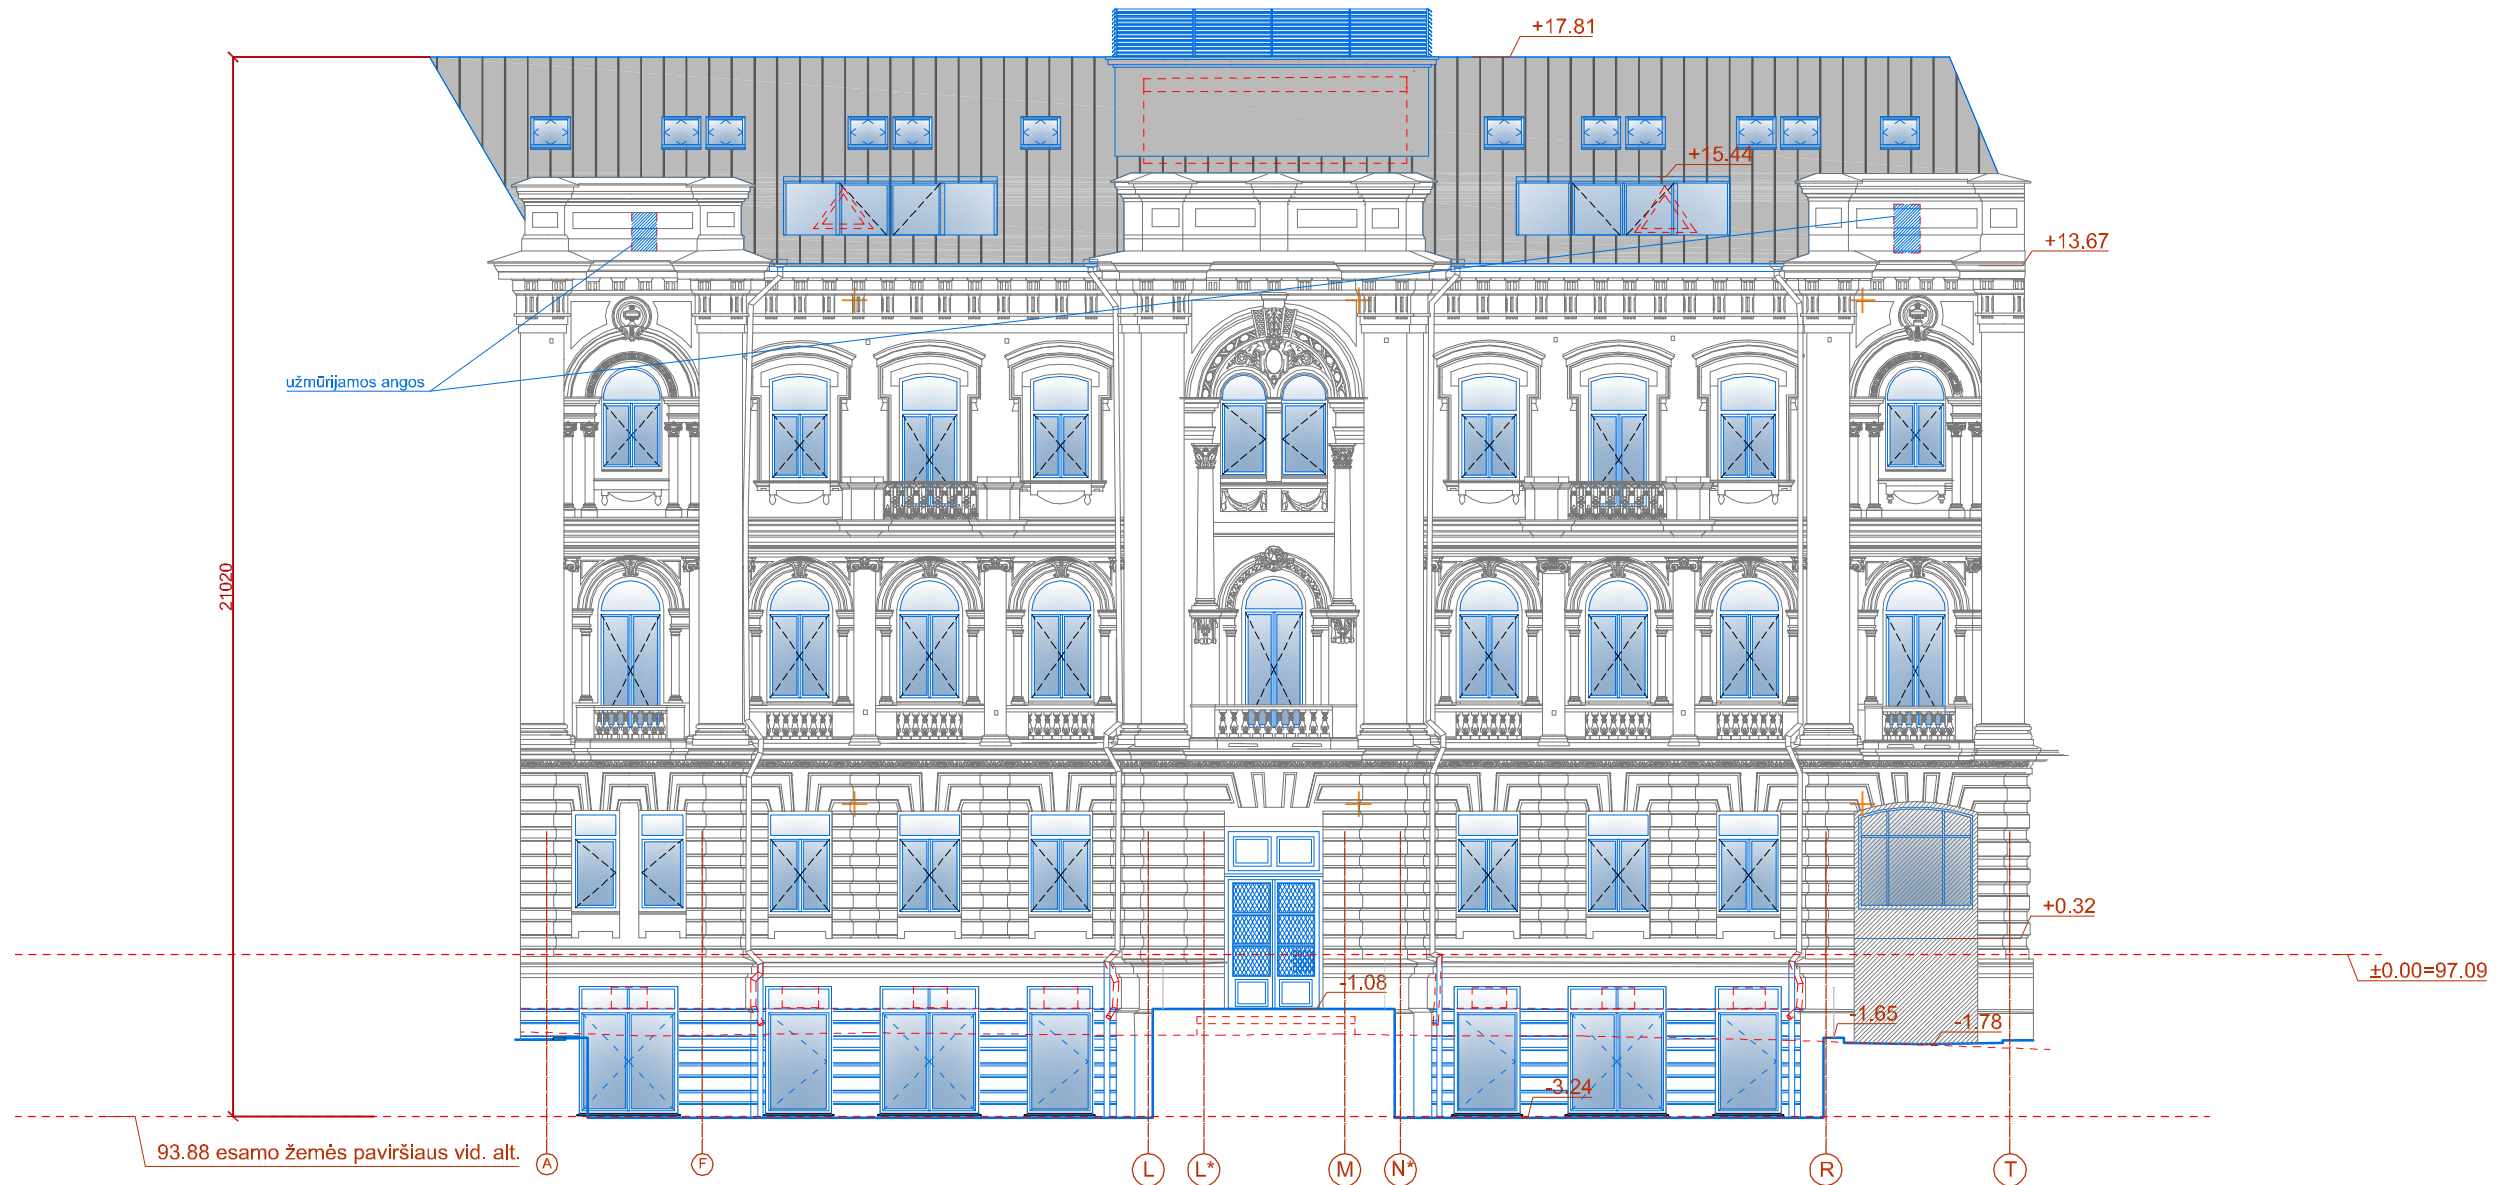 +17.81
+15.44
+13.67
užmūrijamos angos
21020
+0.32
±0.00=97.09
-1.08
-1.65
-1.78
-3.24
93.88 esamo žemės paviršiaus vid. alt.
A
F
L
L*
M
N*
R
T